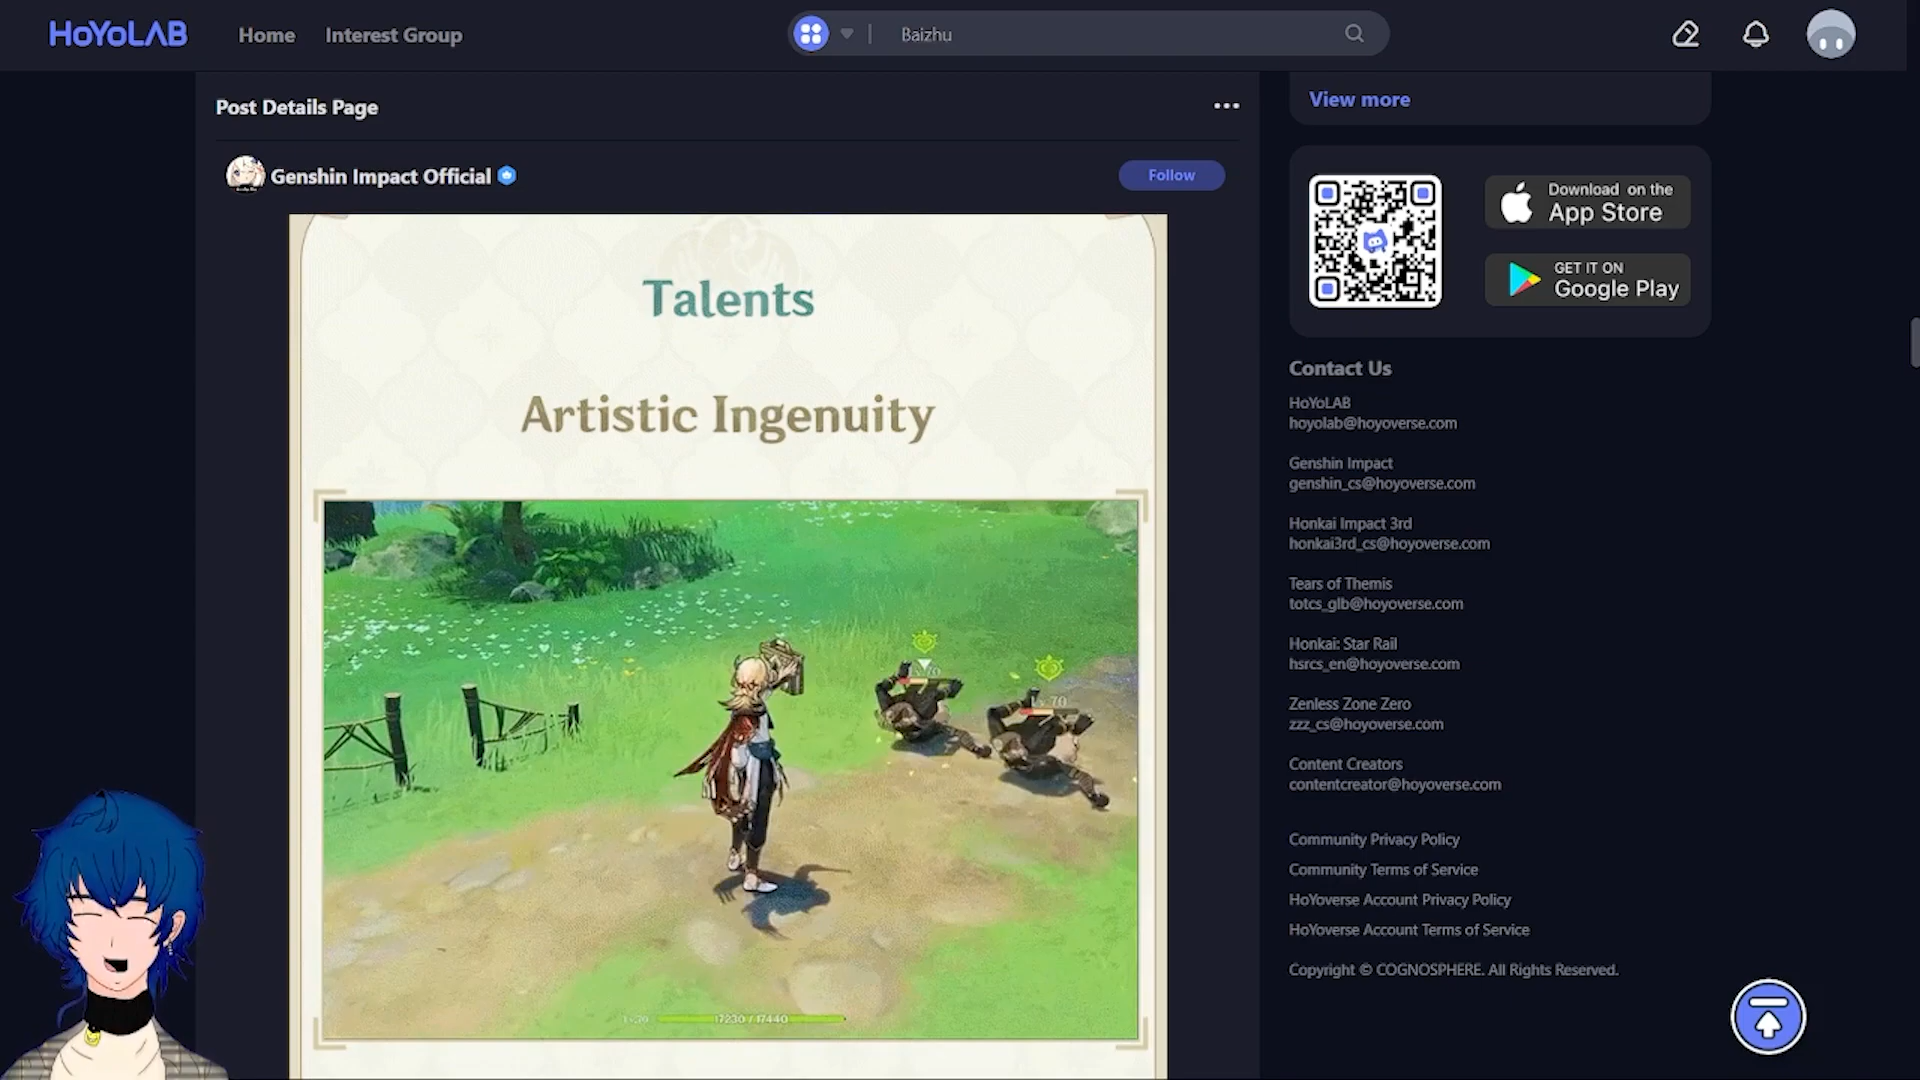 HoYoLAB
Home
Interest Group
Baizhu
Post Details Page
Genshin Impact Official
Follow
Talents
Artistic Ingenuity
Lv. 70
17230 / 17440
View more
Download on the
App Store
GET IT ON
Google Play
Contact Us
HoYoLAB
hoyolab@hoyoverse.com
Genshin Impact
genshin_cs@hoyoverse.com
Honkai Impact 3rd
honkai3rd_cs@hoyoverse.com
Tears of Themis
totcs_glb@hoyoverse.com
Honkai: Star Rail
hsrcs_en@hoyoverse.com
Zenless Zone Zero
zzz_cs@hoyoverse.com
Content Creators
contentcreator@hoyoverse.com
Community Privacy Policy
Community Terms of Service
HoYoverse Account Privacy Policy
HoYoverse Account Terms of Service
Copyright © COGNOSPHERE. All Rights Reserved.